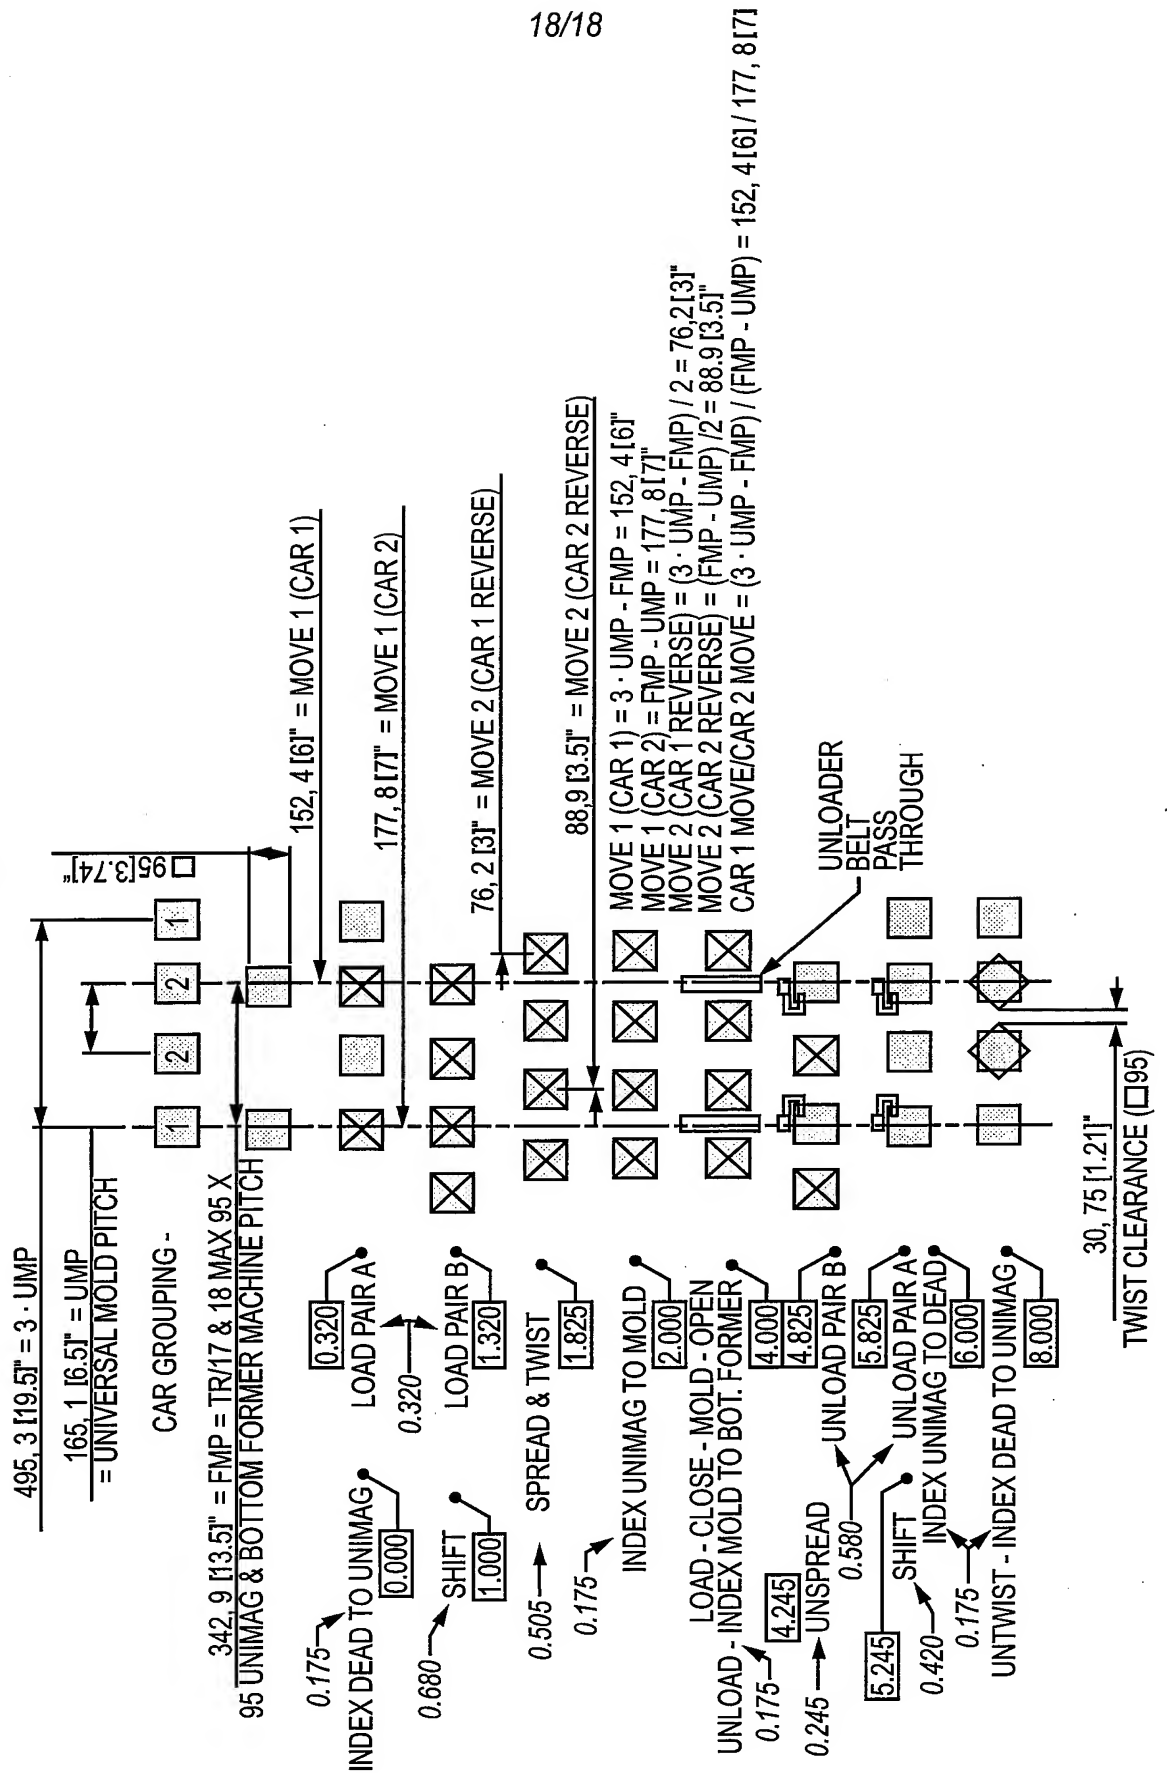 18/18
495, 3 [19.5]" = 3 · UMP
165, 1 [6.5]" = UMP
= UNIVERSAL MOLD PITCH
CAR GROUPING -
1
2
2
1
□ 95[3.74]"
342, 9 [13.5]" = FMP = TR/17 & 18 MAX 95 X
95 UNIMAG & BOTTOM FORMER MACHINE PITCH
152, 4 [6]" = MOVE 1 (CAR 1)
0.175
INDEX DEAD TO UNIMAG
0.000
0.320
LOAD PAIR A
177, 8 [7]" = MOVE 1 (CAR 2)
0.320
0.680
SHIFT
1.000
LOAD PAIR B
1.320
76, 2 [3]" = MOVE 2 (CAR 1 REVERSE)
0.505
SPREAD & TWIST
1.825
88,9 [3.5]" = MOVE 2 (CAR 2 REVERSE)
0.175
INDEX UNIMAG TO MOLD
2.000
MOVE 1 (CAR 1) = 3 · UMP - FMP = 152, 4 [6]"
MOVE 1 (CAR 2) = FMP - UMP = 177, 8 [7]"
MOVE 2 (CAR 1 REVERSE) = (3 · UMP - FMP) / 2 = 76,2 [3]"
MOVE 2 (CAR 2 REVERSE) = (FMP - UMP) /2 = 88.9 [3.5]"
CAR 1 MOVE/CAR 2 MOVE = (3 · UMP - FMP) / (FMP - UMP) = 152, 4 [6] / 177, 8 [7]
LOAD - CLOSE - MOLD - OPEN
UNLOAD - INDEX MOLD TO BOT. FORMER
4.000
0.175
4.245
4.825
0.245
UNSPREAD
UNLOAD PAIR B
UNLOADER
BELT
PASS
THROUGH
0.580
5.825
5.245
SHIFT
UNLOAD PAIR A
0.420
INDEX UNIMAG TO DEAD
6.000
0.175
UNTWIST - INDEX DEAD TO UNIMAG
8.000
30, 75 [1.21]"
TWIST CLEARANCE (□95)